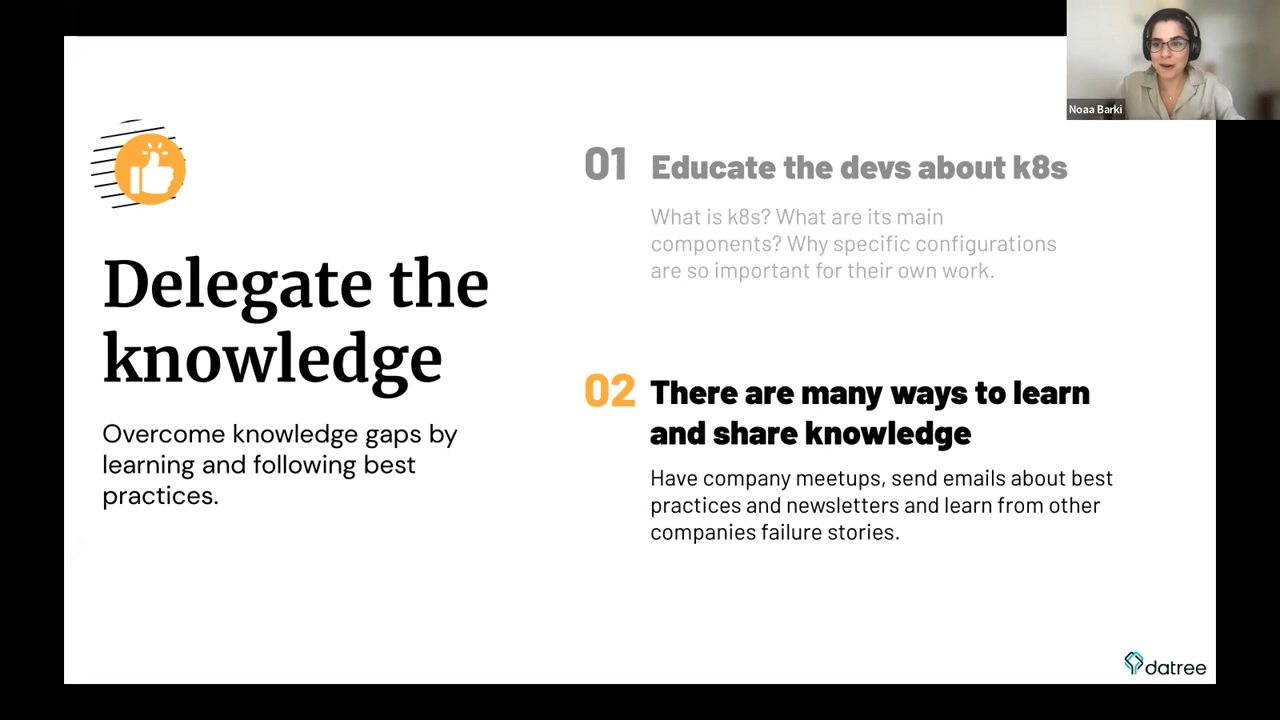 Noaa Barki
Delegate the
knowledge
Overcome knowledge gaps by
learning and following best
practices.
01 Educate the devs about k8s
What is k8s? What are its main
components? Why specific configurations
are so important for their own work.
02 There are many ways to learn
and share knowledge
Have company meetups, send emails about best
practices and newsletters and learn from other
companies failure stories.
datree